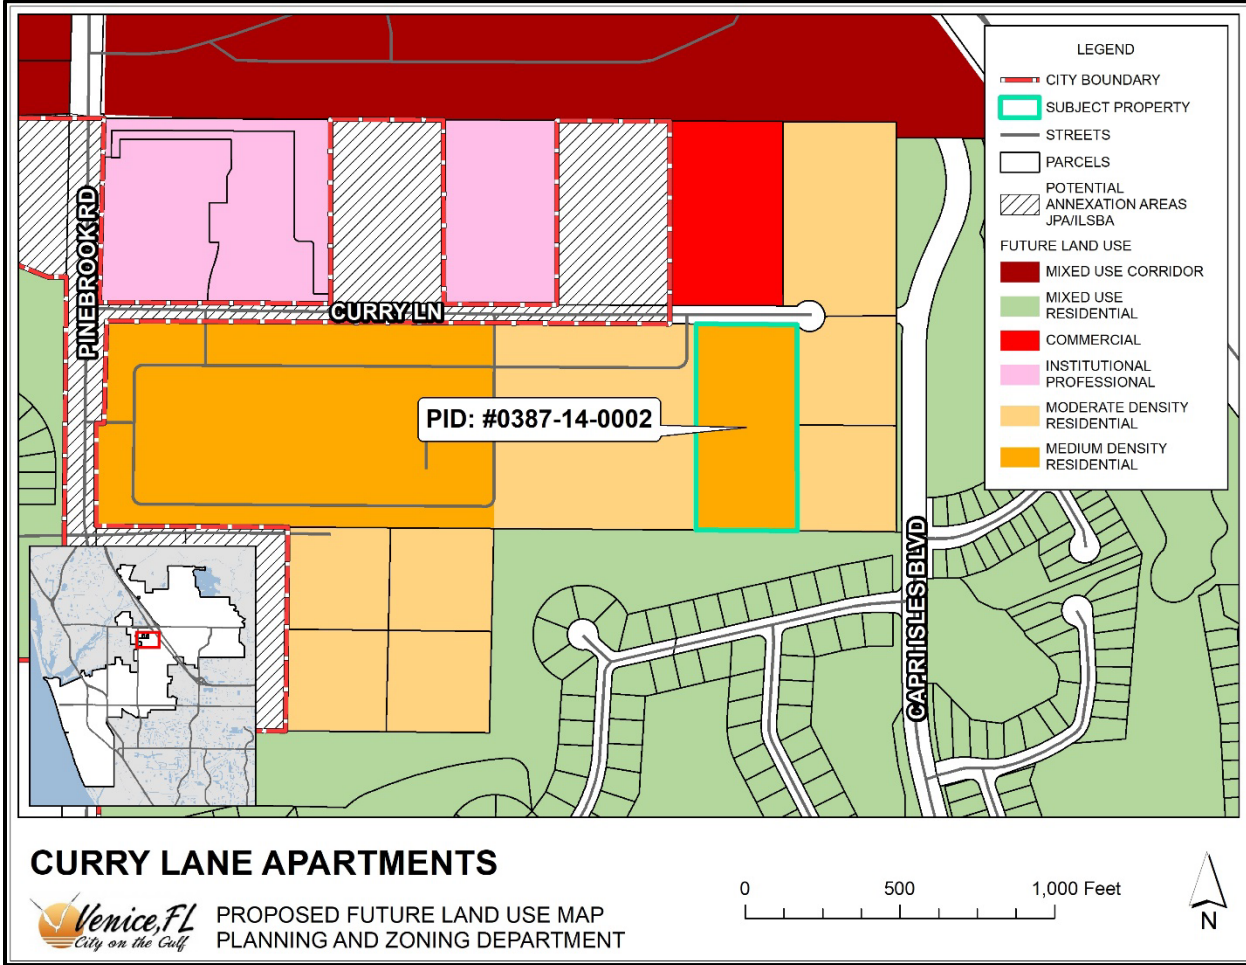 LEGEND
CITY BOUNDARY
SUBJECT PROPERTY
STREETS
PARCELS
POTENTIAL
ANNEXATION AREAS
JPA/ILSBA
FUTURE LAND USE
MIXED USE CORRIDOR
MIXED USE
RESIDENTIAL
COMMERCIAL
INSTITUTIONAL
PROFESSIONAL
MODERATE DENSITY
RESIDENTIAL
MEDIUM DENSITY
RESIDENTIAL
PINEBROOK RD
CURRY LN
PID: #0387-14-0002
CAPRI ISLES BLVD
CURRY LANE APARTMENTS
Venice, FL
City on the Gulf
PROPOSED FUTURE LAND USE MAP
PLANNING AND ZONING DEPARTMENT
0 500 1,000 Feet
N